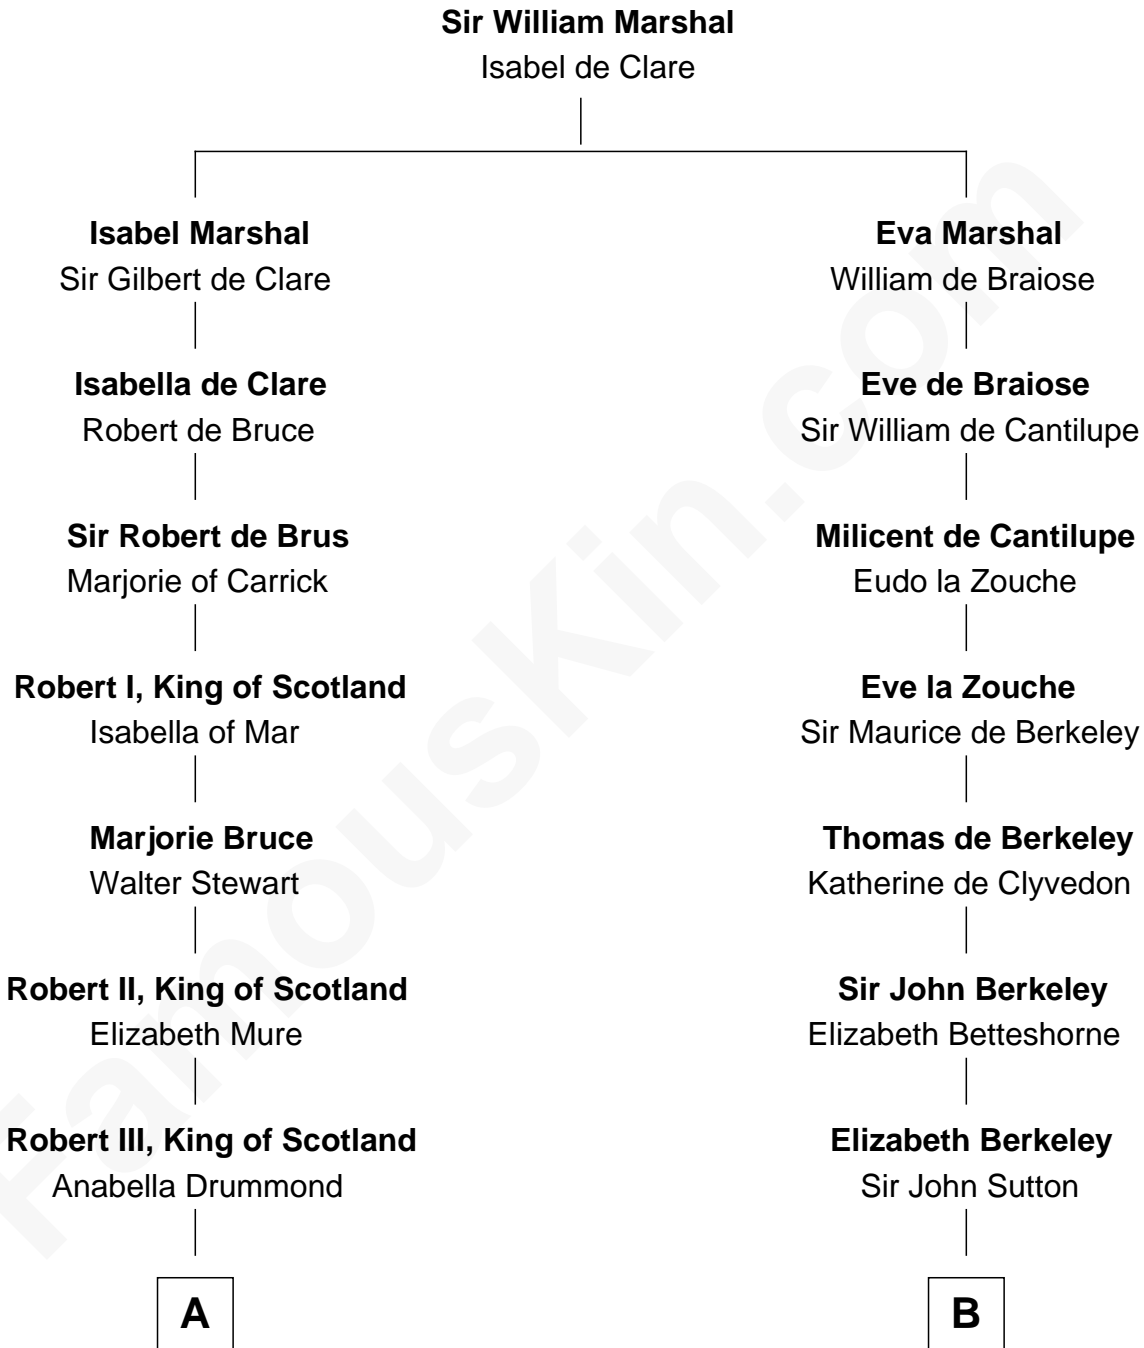 Sir William Marshal
Isabel de Clare
Isabel Marshal
Sir Gilbert de Clare
Eva Marshal
William de Braiose
Isabella de Clare
Robert de Bruce
Eve de Braiose
Sir William de Cantilupe
Sir Robert de Brus
Marjorie of Carrick
Milicent de Cantilupe
Eudo la Zouche
Robert I, King of Scotland
Isabella of Mar
Eve la Zouche
Sir Maurice de Berkeley
Marjorie Bruce
Walter Stewart
Thomas de Berkeley
Katherine de Clyvedon
Robert II, King of Scotland
Elizabeth Mure
Sir John Berkeley
Elizabeth Betteshorne
Robert III, King of Scotland
Anabella Drummond
Elizabeth Berkeley
Sir John Sutton
A
B
FamousKin.com